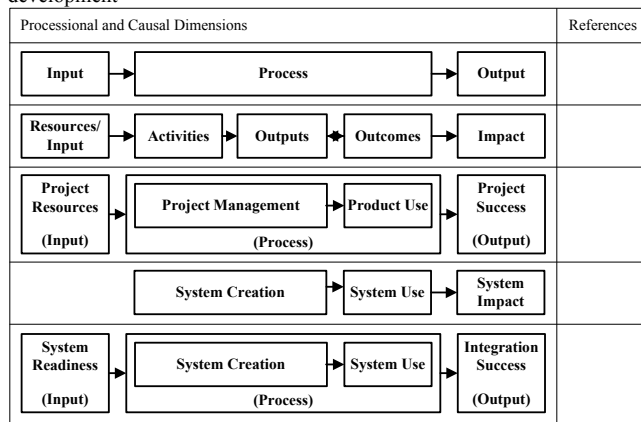 development
Processional and Causal Dimensions References
Input Process Output
Resources/
Input Activities Outputs Outcomes Impact
Project
Resources
(Input)
Project Management Product Use
(Process)
Project
Success
(Output)
System Creation System Use
System
Impact
System
Readiness
(Input)
System Creation System Use
(Process)
Integration
Success
(Output)